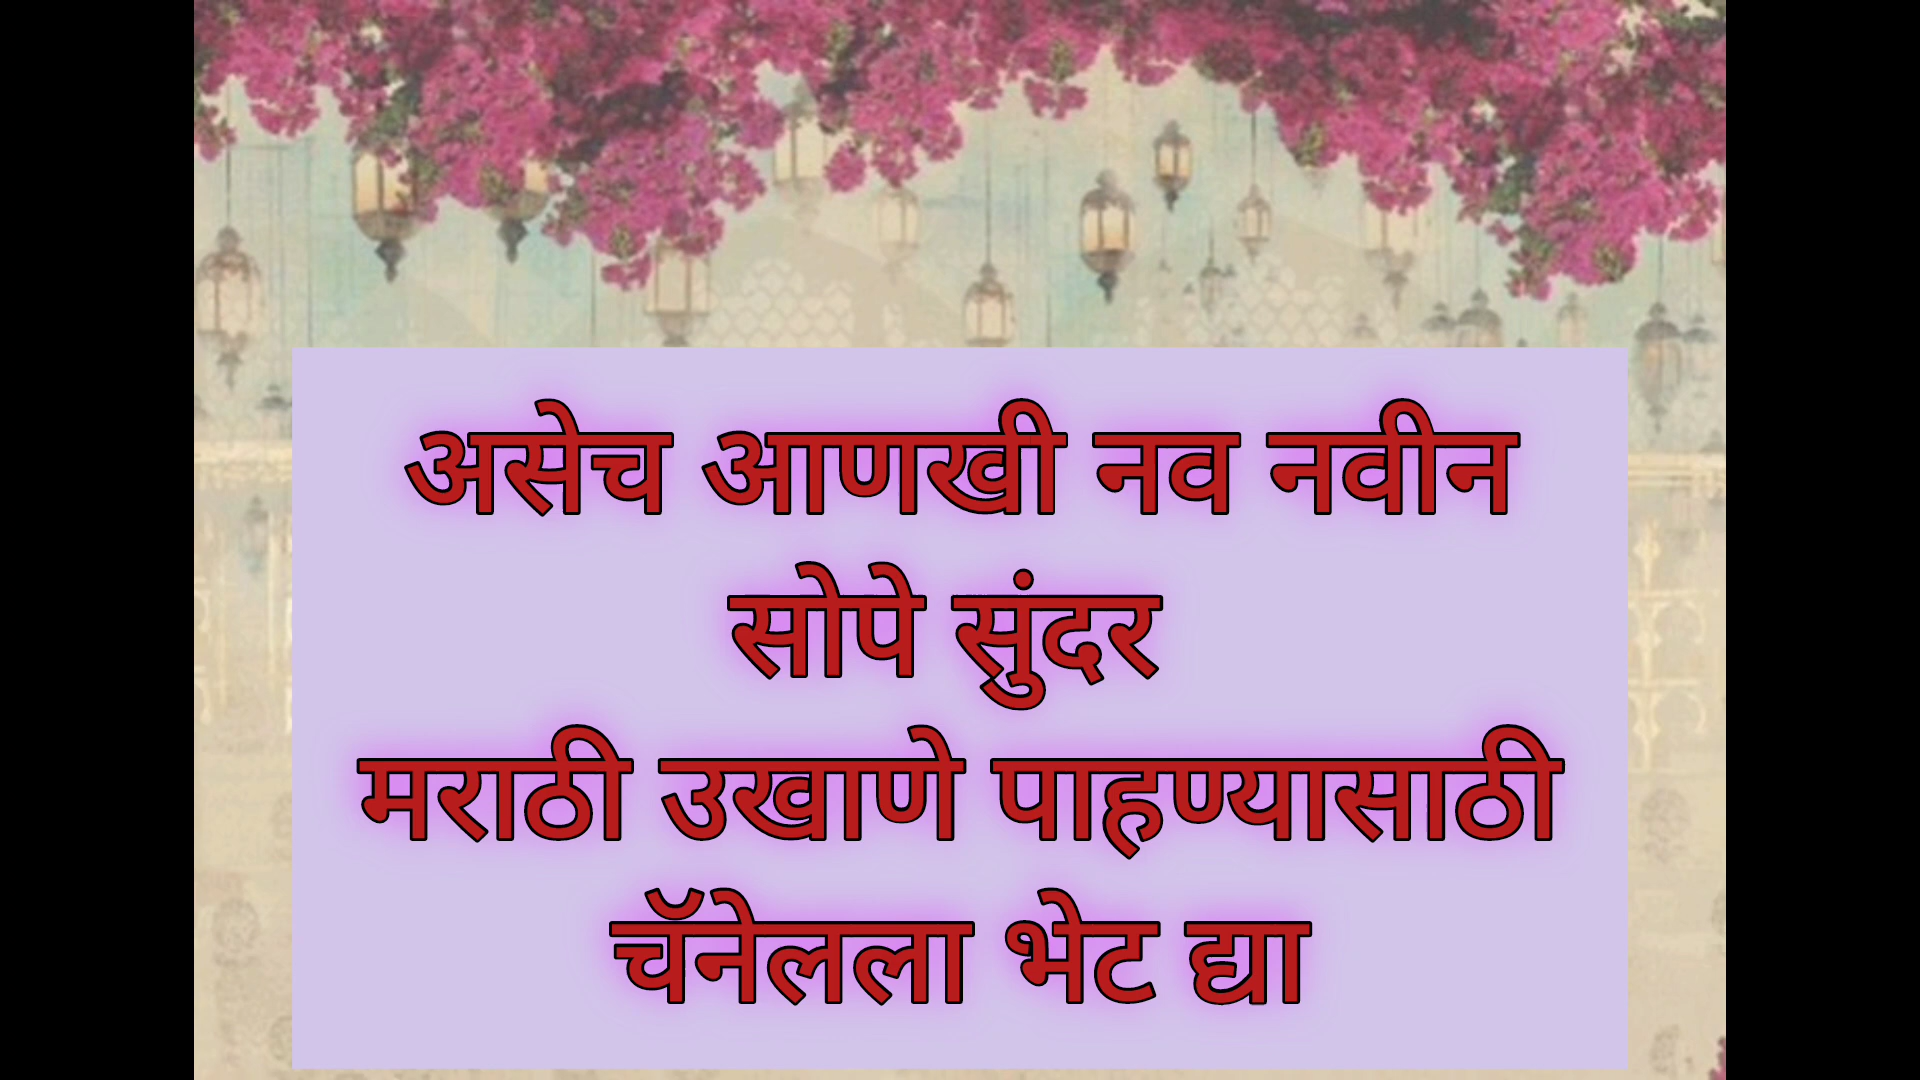 असेच आणखी नव नवीन
सोपे सुंदर
मराठी उखाणे पाहण्यासाठी
चॅनेलला भेट द्या